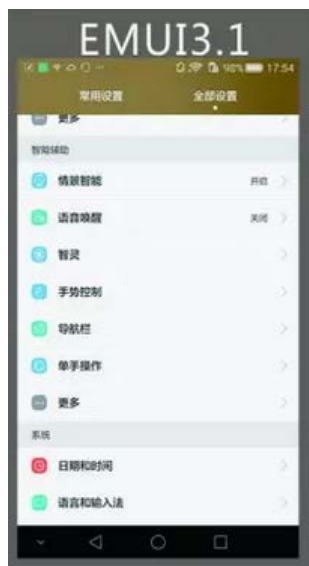 EMUI3.1
98% 17:54
常用设置 全部设置
更多
智能辅助
情景智能 开启
语音唤醒 关闭
智灵
手势控制
导航栏
单手操作
更多
系统
日期和时间
语言和输入法